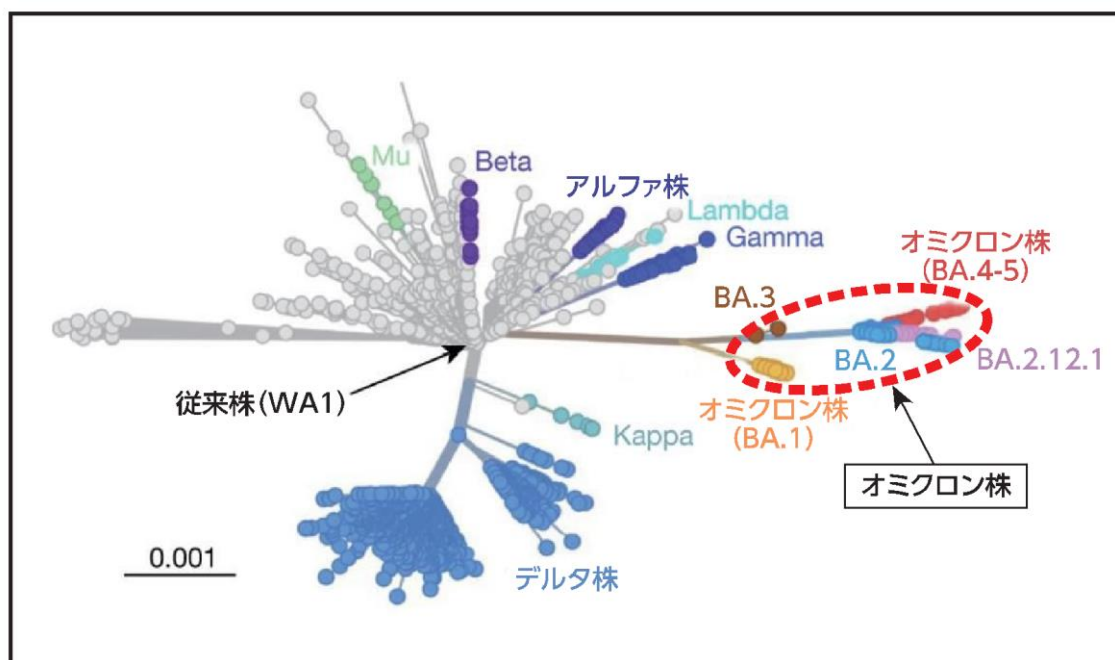 Mu
Beta
アルファ株
Lambda
Gamma
オミクロン株
(BA.4-5)
BA.3
BA.2
BA.2.12.1
従来株(WA1)
オミクロン株
(BA.1)
Kappa
オミクロン株
0.001
デルタ株